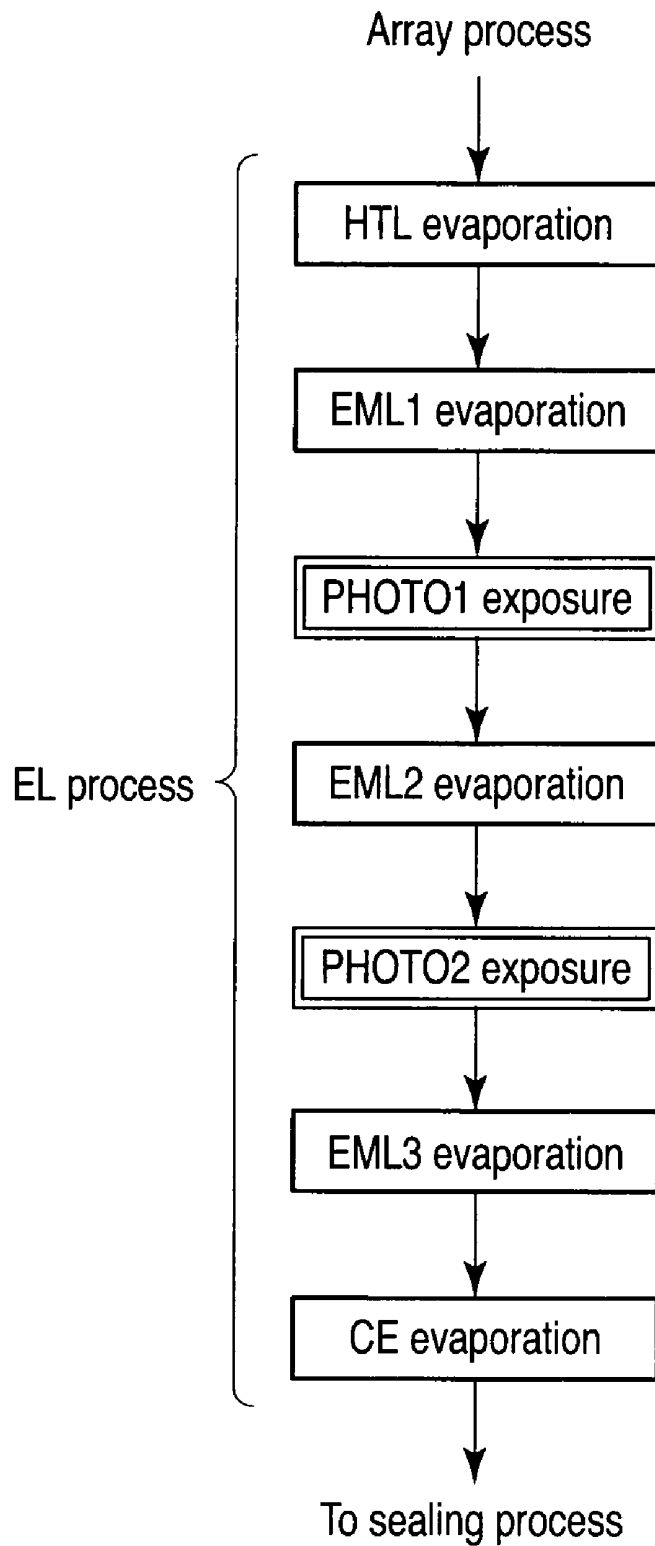 Array process
HTL evaporation
EML1 evaporation
PHOTO1 exposure
EL process
EML2 evaporation
PHOTO2 exposure
EML3 evaporation
CE evaporation
To sealing process